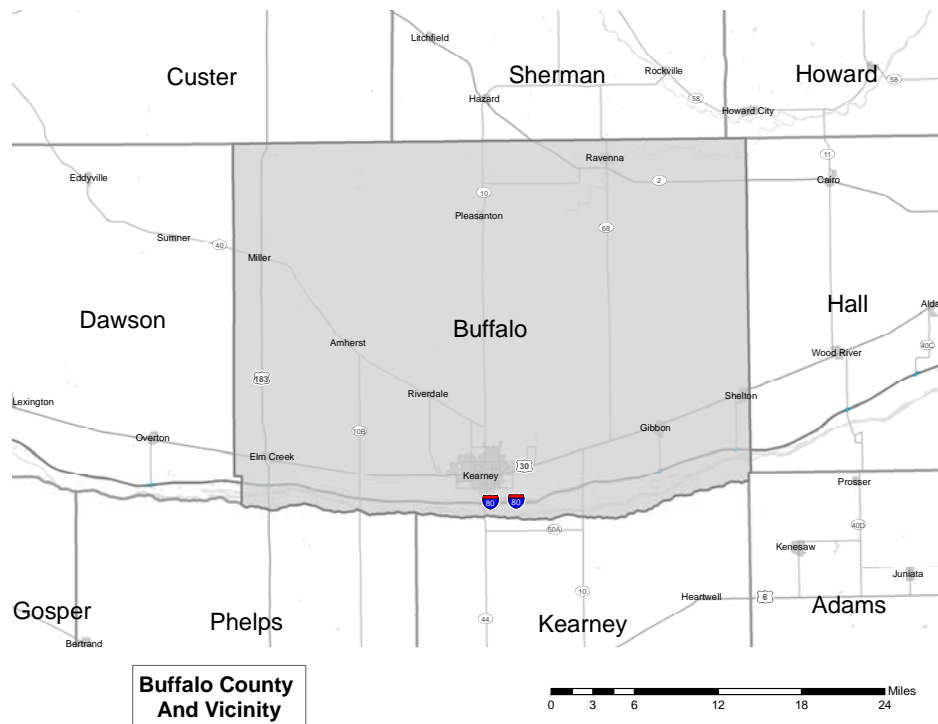 Litchfield
Custer
Sherman
Rockville
Howard
58
58
Hazard
Howard City
11
Ravenna
Eddyville
2
Cairo
10
Pleasanton
68
Sumner
40
Miller
Dawson
Buffalo
Hall
Amherst
40C
Wood River
183
Riverdale
Shelton
Lexington
10B
Gibbon
Overton
Elm Creek
30
Kearney
Prosser
80
80
50A
40D
Kenesaw
Juniata
10
Heartwell
6
Gosper
Phelps
44
Kearney
Adams
Bertrand
Buffalo County
And Vicinity
Miles
0 3 6 12 18 24